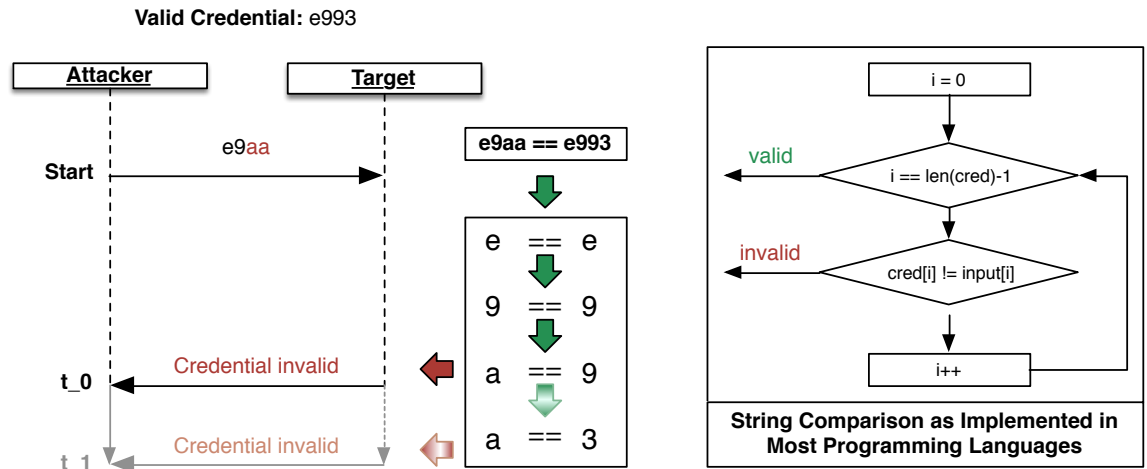 Valid Credential: e993
Attacker
Target
e9aa
Start
e9aa == e993
e == e
9 == 9
a == 9
a == 3
Credential invalid
t_0
Credential invalid
t_1
i = 0
valid
i == len(cred)-1
invalid
cred[i] != input[i]
i++
String Comparison as Implemented in
Most Programming Languages